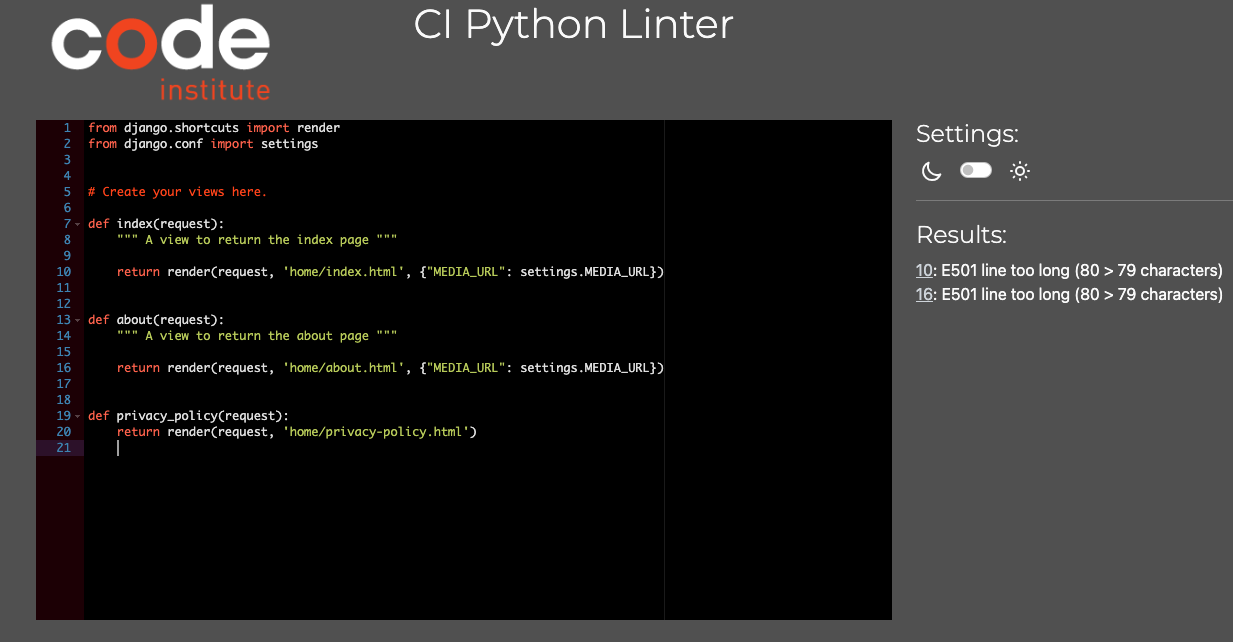 code
institute
CI Python Linter
1 from django.shortcuts import render
2 from django.conf import settings
3
4
5 # Create your views here.
6
7 def index(request):
8     """ A view to return the index page """
9
10     return render(request, 'home/index.html', {"MEDIA_URL": settings.MEDIA_URL})
11
12
13 def about(request):
14     """ A view to return the about page """
15
16     return render(request, 'home/about.html', {"MEDIA_URL": settings.MEDIA_URL})
17
18
19 def privacy_policy(request):
20     return render(request, 'home/privacy-policy.html')
21
Settings:
Results:
10: E501 line too long (80 > 79 characters)
16: E501 line too long (80 > 79 characters)